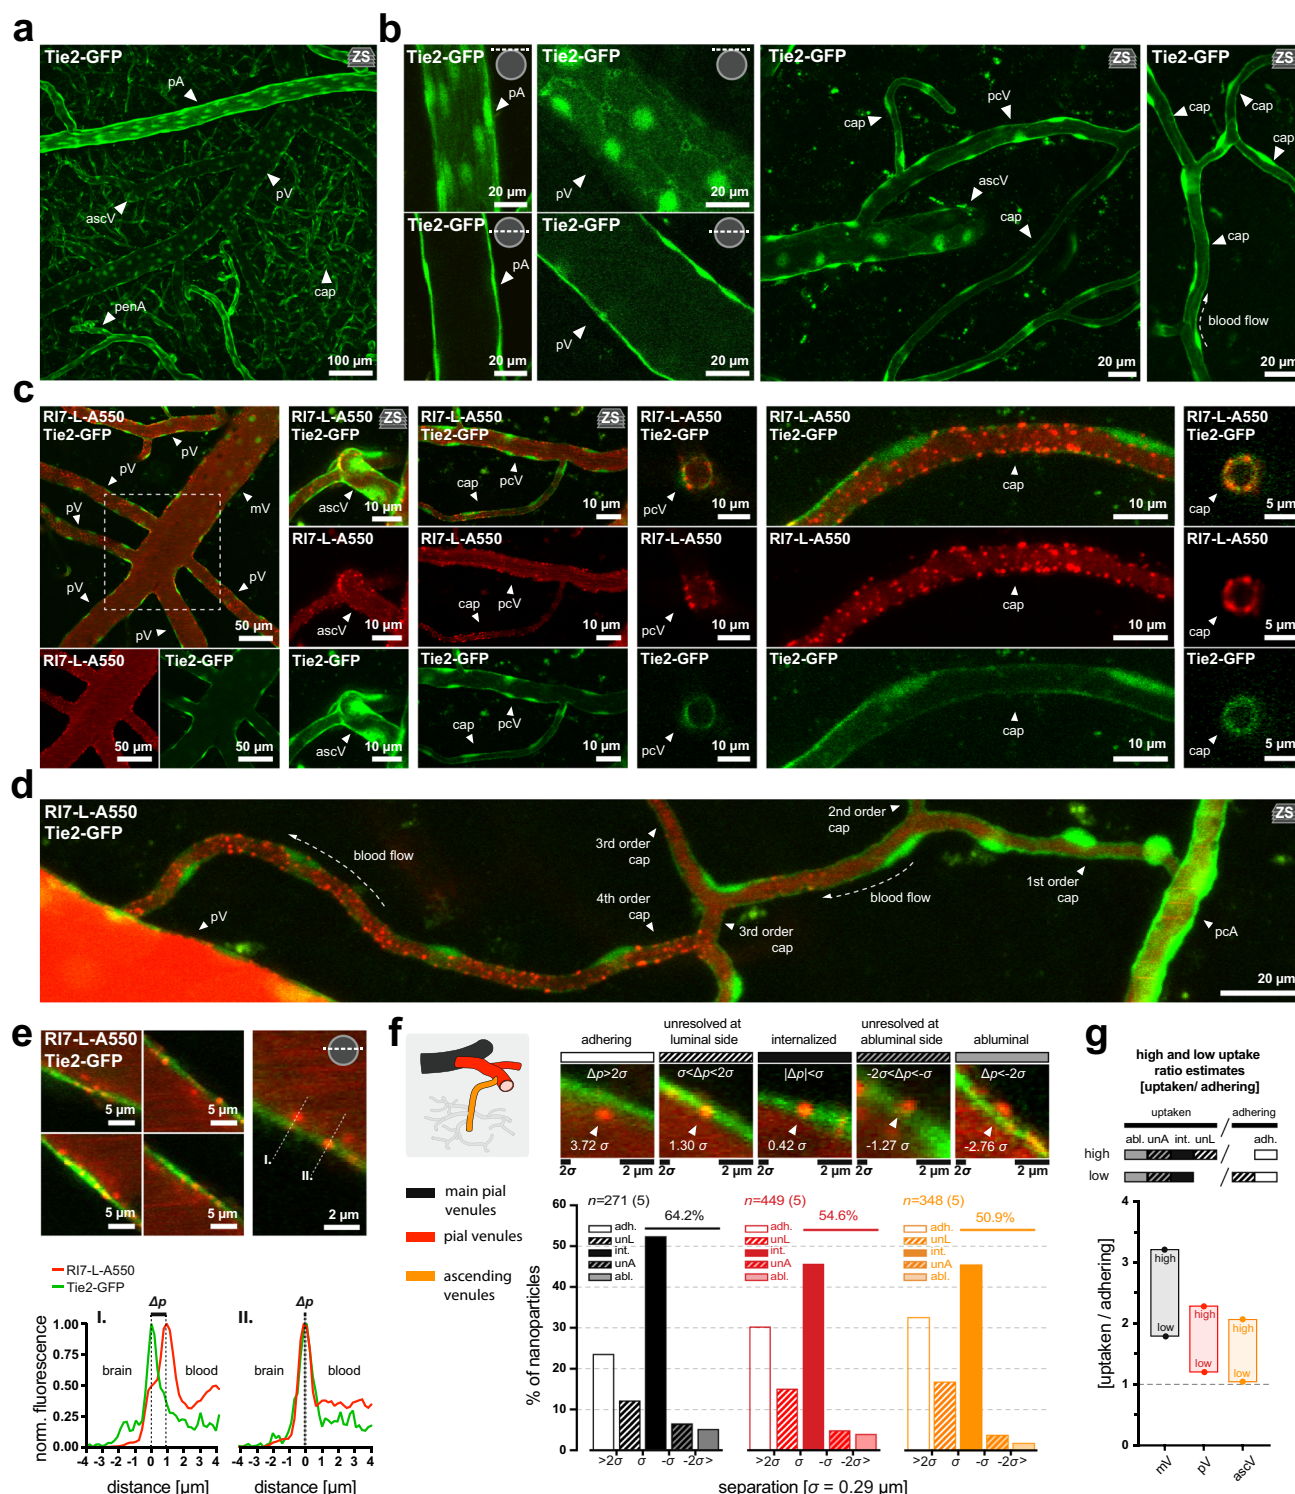 a
Tie2-GFP
ZS
pA
pV
ascV
cap
penA
100 µm
b
Tie2-GFP
pA
20 µm
Tie2-GFP
pV
20 µm
Tie2-GFP
pA
20 µm
Tie2-GFP
pV
20 µm
Tie2-GFP
ZS
pcV
cap
ascV
cap
20 µm
Tie2-GFP
ZS
cap
cap
cap
cap
blood flow
20 µm
c
RI7-L-A550
Tie2-GFP
pV
pV
pV
mV
pV
pV
pV
50 µm
RI7-L-A550
50 µm
Tie2-GFP
50 µm
RI7-L-A550
Tie2-GFP
ZS
ascV
10 µm
RI7-L-A550
ascV
10 µm
Tie2-GFP
ascV
10 µm
RI7-L-A550
Tie2-GFP
ZS
cap
pcV
10 µm
RI7-L-A550
cap
pcV
10 µm
Tie2-GFP
cap
pcV
10 µm
RI7-L-A550
Tie2-GFP
pcV
10 µm
RI7-L-A550
pcV
10 µm
Tie2-GFP
pcV
10 µm
RI7-L-A550
Tie2-GFP
cap
10 µm
RI7-L-A550
cap
10 µm
Tie2-GFP
cap
10 µm
RI7-L-A550
Tie2-GFP
cap
5 µm
RI7-L-A550
cap
5 µm
Tie2-GFP
cap
5 µm
d
RI7-L-A550
Tie2-GFP
ZS
blood flow
pV
3rd order
cap
4th order
cap
2nd order
cap
blood flow
3rd order
cap
1st order
cap
pcA
20 µm
e
RI7-L-A550
Tie2-GFP
5 µm
5 µm
5 µm
5 µm
I.
II.
2 µm
RI7-L-A550
Tie2-GFP
I.
Δp
brain
blood
II.
Δp
brain
blood
norm. fluorescence
1.00
0.75
0.50
0.25
0.00
-4 -3 -2 -1 0 1 2 3 4
-4 -3 -2 -1 0 1 2 3 4
distance [µm]
distance [µm]
f
main pial
venules
pial venules
ascending
venules
adhering
unresolved at
luminal side
internalized
unresolved at
abluminal side
abluminal
Δp>2σ
σ<Δp<2σ
|Δp|<σ
-2σ<Δp<-σ
Δp<-2σ
3.72 σ
1.30 σ
0.42 σ
-1.27 σ
-2.76 σ
2σ 2 µm
2σ 2 µm
2σ 2 µm
2σ 2 µm
2σ 2 µm
% of nanoparticles
60
50
40
30
20
10
0
n=271 (5)
64.2%
adh.
unL
int.
unA
abl.
n=449 (5)
54.6%
adh.
unL
int.
unA
abl.
n=348 (5)
50.9%
adh.
unL
int.
unA
abl.
>2σ σ -σ -2σ>
>2σ σ -σ -2σ>
>2σ σ -σ -2σ>
separation [σ = 0.29 µm]
g
high and low uptake
ratio estimates
[uptaken/ adhering]
uptaken / adhering
abl. unA int. unL / adh.
high
low
[uptaken / adhering]
4
3
2
1
0
high
low
high
low
high
low
mV
pV
ascV